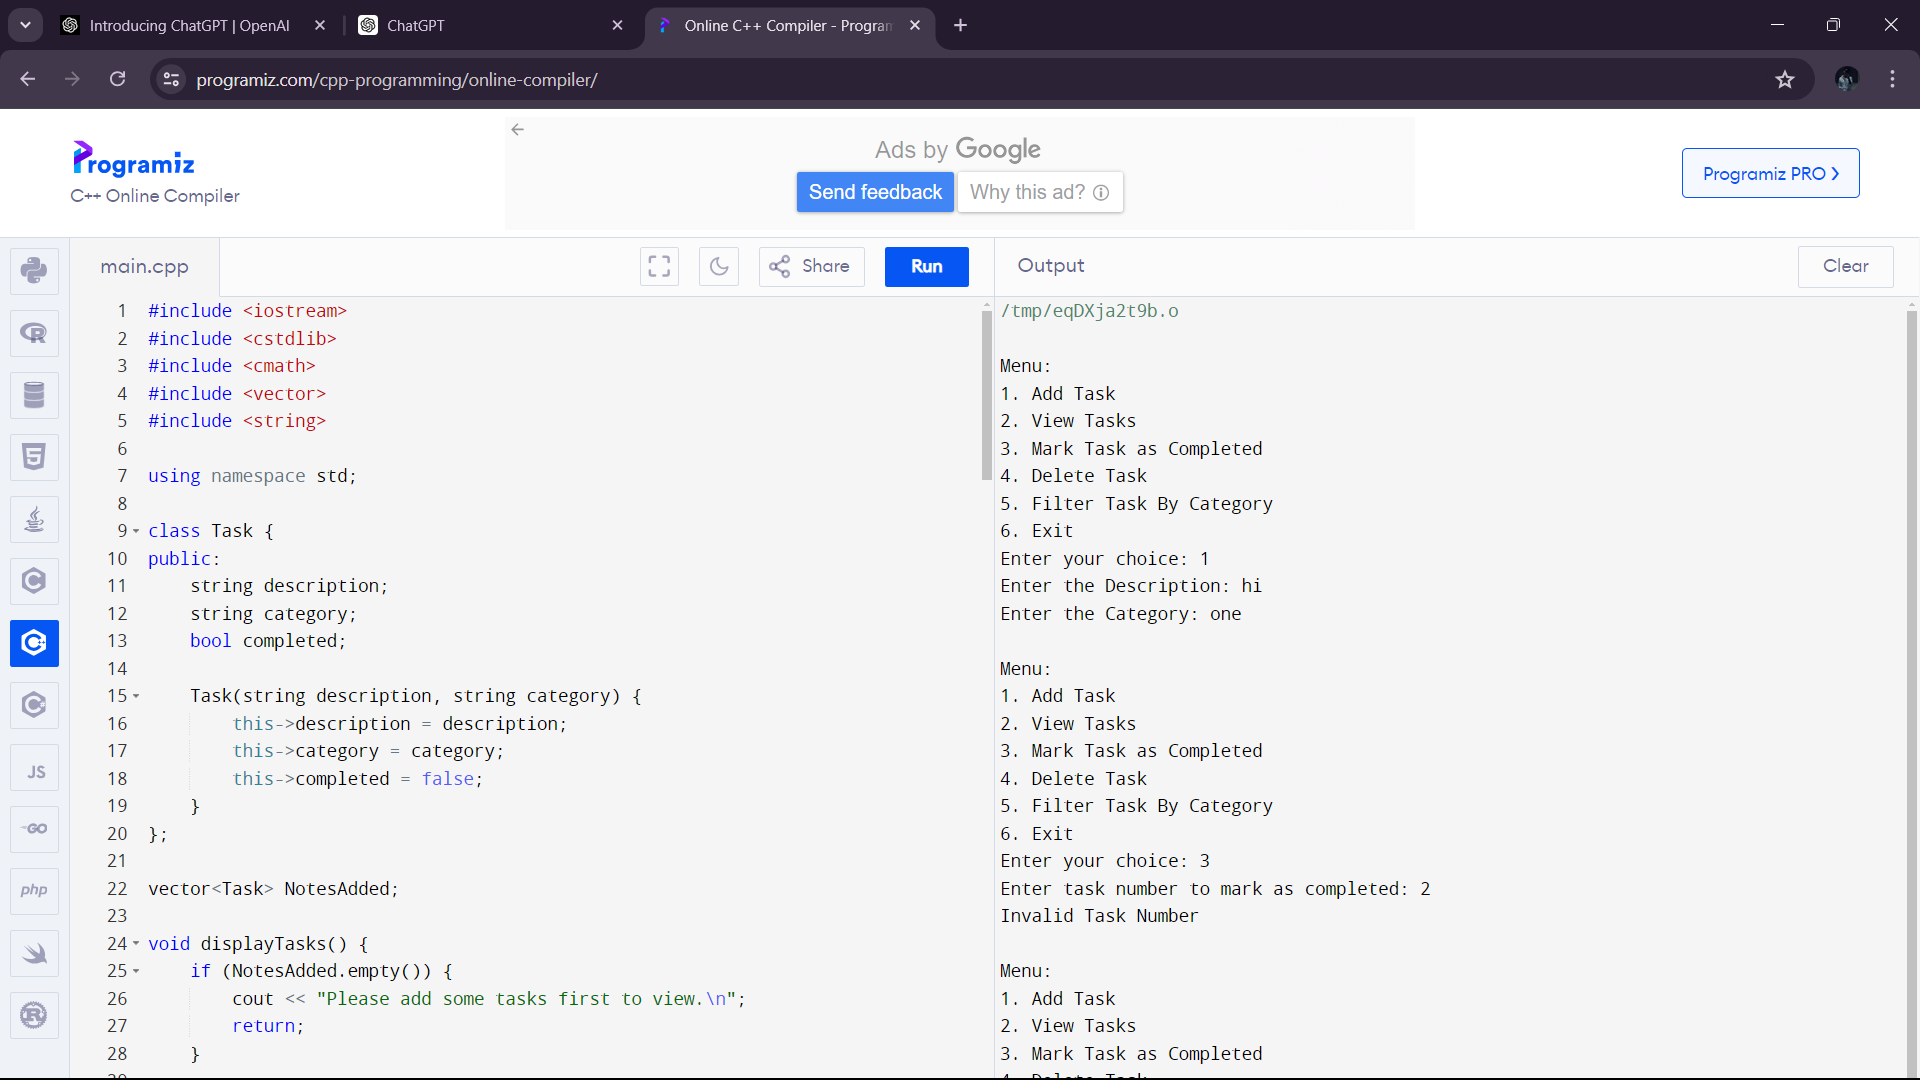 Introducing ChatGPT | OpenAI
ChatGPT
Online C++ Compiler - Program
programiz.com/cpp-programming/online-compiler/
Programiz
C++ Online Compiler
Ads by Google
Send feedback
Why this ad?
Programiz PRO
main.cpp
Share
Run
Output
Clear
R
5
C
C
C
JS
GO
php
R
1 #include <iostream>
2 #include <cstdlib>
3 #include <cmath>
4 #include <vector>
5 #include <string>
6
7 using namespace std;
8
9 class Task {
10 public:
11 string description;
12 string category;
13 bool completed;
14
15 Task(string description, string category) {
16 this->description = description;
17 this->category = category;
18 this->completed = false;
19 }
20 };
21
22 vector<Task> NotesAdded;
23
24 void displayTasks() {
25 if (NotesAdded.empty()) {
26 cout << "Please add some tasks first to view.\n";
27 return;
28 }
/tmp/eqDXja2t9b.o
Menu:
1. Add Task
2. View Tasks
3. Mark Task as Completed
4. Delete Task
5. Filter Task By Category
6. Exit
Enter your choice: 1
Enter the Description: hi
Enter the Category: one
Menu:
1. Add Task
2. View Tasks
3. Mark Task as Completed
4. Delete Task
5. Filter Task By Category
6. Exit
Enter your choice: 3
Enter task number to mark as completed: 2
Invalid Task Number
Menu:
1. Add Task
2. View Tasks
3. Mark Task as Completed